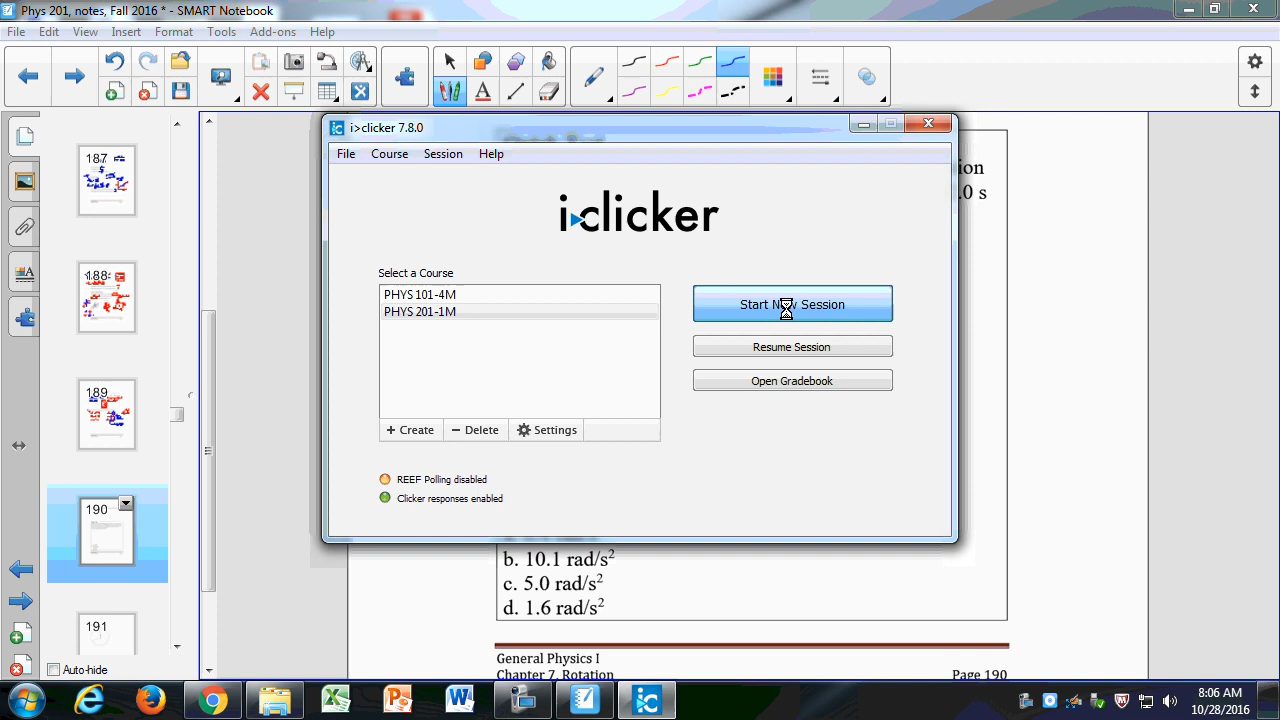 Phys 201, notes, Fall 2016 * - SMART Notebook
File Edit View Insert Format Tools Add-ons Help
i>clicker 7.8.0
File Course Session Help
i>clicker
Select a Course
PHYS 101-4M
PHYS 201-1M
Start New Session
Resume Session
Open Gradebook
+ Create − Delete Settings
REEF Polling disabled
Clicker responses enabled
187
188
189
190
191
Auto-hide
.0 s
b. 10.1 rad/s²
c. 5.0 rad/s²
d. 1.6 rad/s²
General Physics I
Chapter 7, Rotation Page 190
8:06 AM
10/28/2016